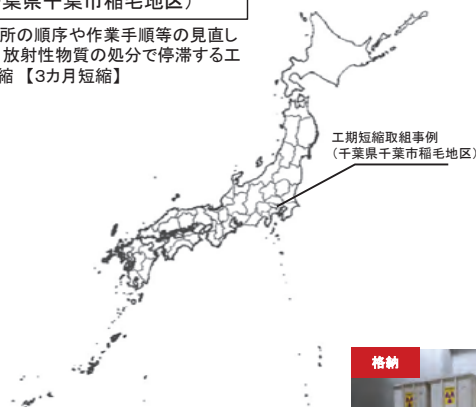 千葉県千葉市稲毛地区）
所の順序や作業手順等の見直し
放射性物質の処分で停滞する工
縮 【3カ月短縮】
工期短縮取組事例
（千葉県千葉市稲毛地区）
格納